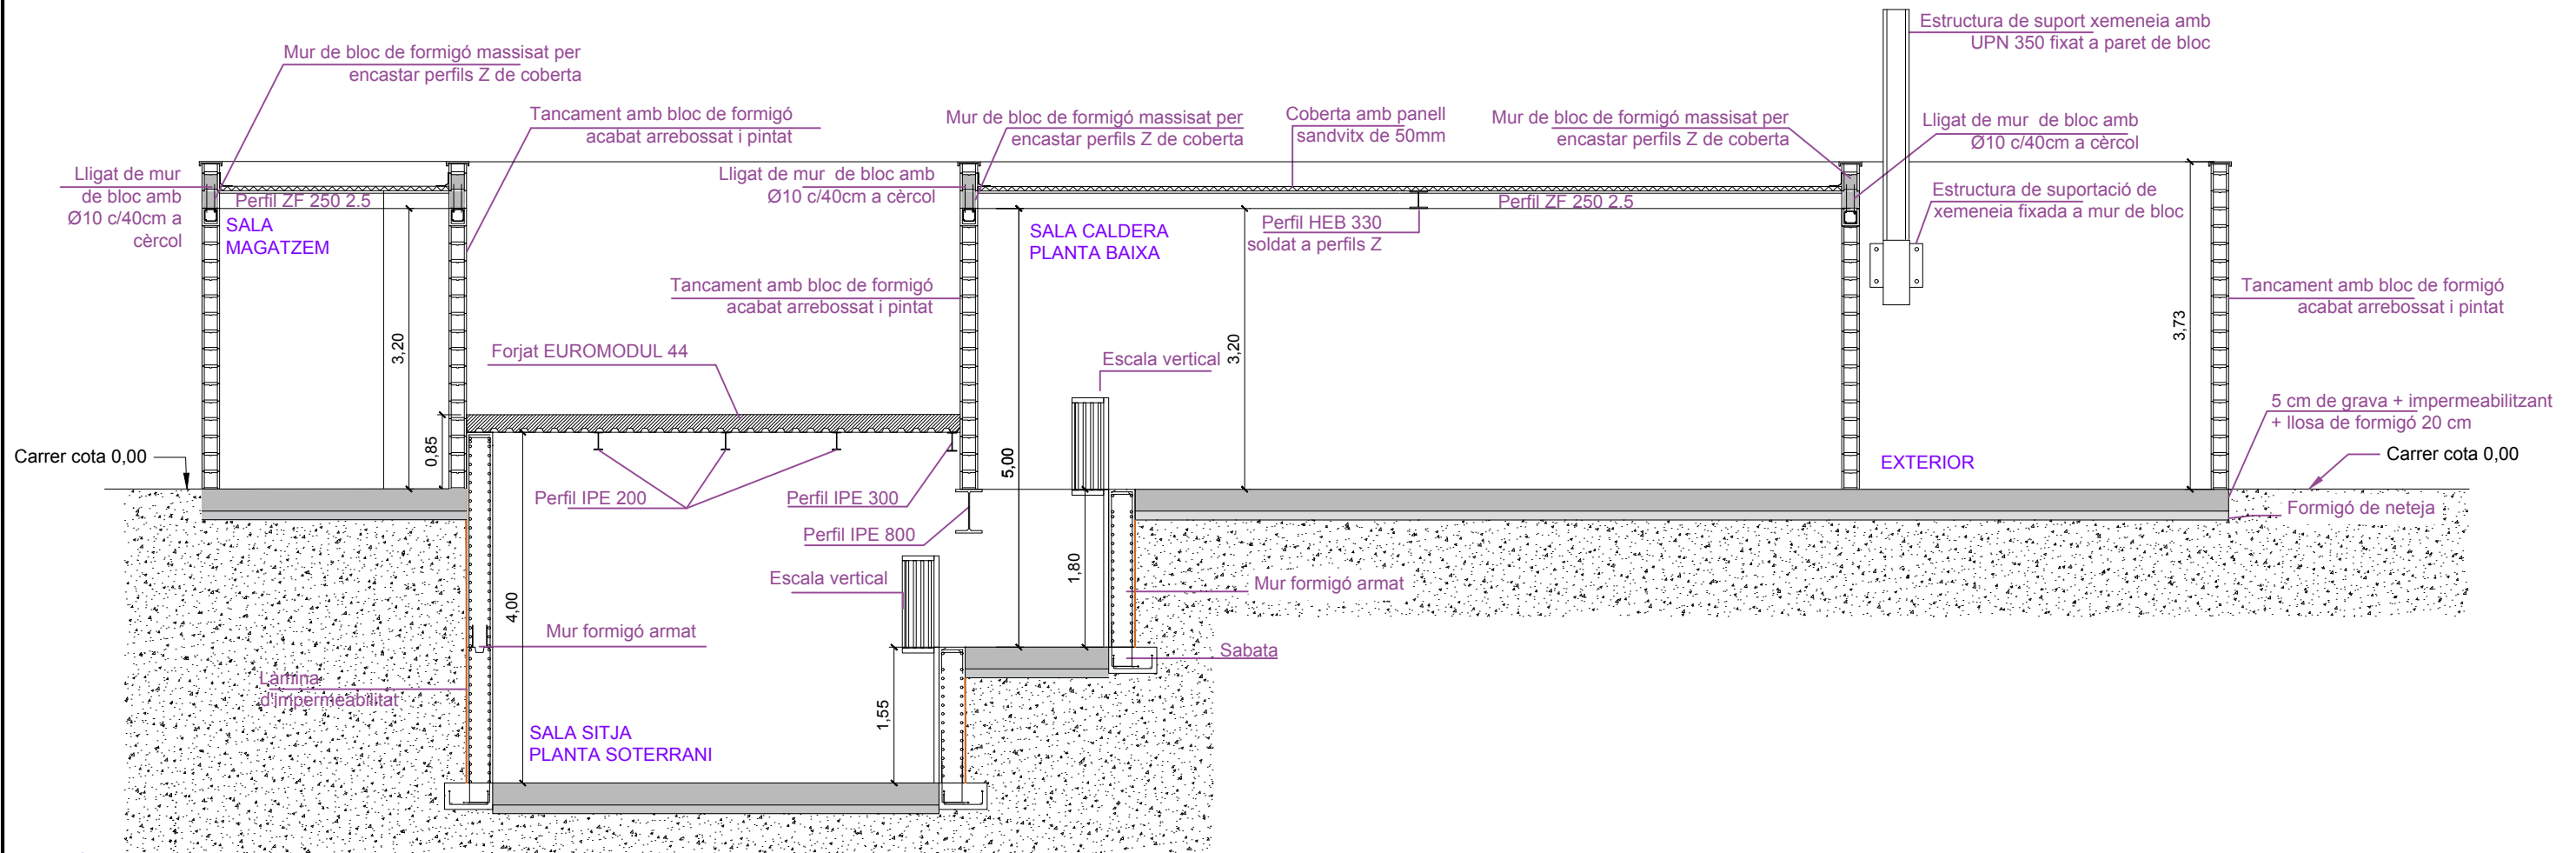 Estructura de suport xemeneia amb
UPN 350 fixat a paret de bloc
Mur de bloc de formigó massisat per
encastar perfils Z de coberta
Tancament amb bloc de formigó
acabat arrebossat i pintat
Mur de bloc de formigó massisat per
encastar perfils Z de coberta
Coberta amb panell
sandvitx de 50mm
Mur de bloc de formigó massisat per
encastar perfils Z de coberta
Lligat de mur de bloc amb
Ø10 c/40cm a cèrcol
Lligat de mur
de bloc amb
Ø10 c/40cm a
cèrcol
Perfil ZF 250 2.5
Lligat de mur de bloc amb
Ø10 c/40cm a cèrcol
Perfil ZF 250 2.5
Estructura de suportació de
xemeneia fixada a mur de bloc
SALA
MAGATZEM
SALA CALDERA
PLANTA BAIXA
Perfil HEB 330
soldat a perfils Z
Tancament amb bloc de formigó
acabat arrebossat i pintat
Tancament amb bloc de formigó
acabat arrebossat i pintat
3,20
3,20
3,73
Forjat EUROMODUL 44
Escala vertical
5 cm de grava + impermeabilitzant
+ llosa de formigó 20 cm
0,85
Carrer cota 0,00
5,00
EXTERIOR
Carrer cota 0,00
Perfil IPE 200
Perfil IPE 300
Formigó de neteja
Perfil IPE 800
Escala vertical
1,80
Mur formigó armat
4,00
Mur formigó armat
Sabata
Làmina
d'impermeabilitat
1,55
SALA SITJA
PLANTA SOTERRANI